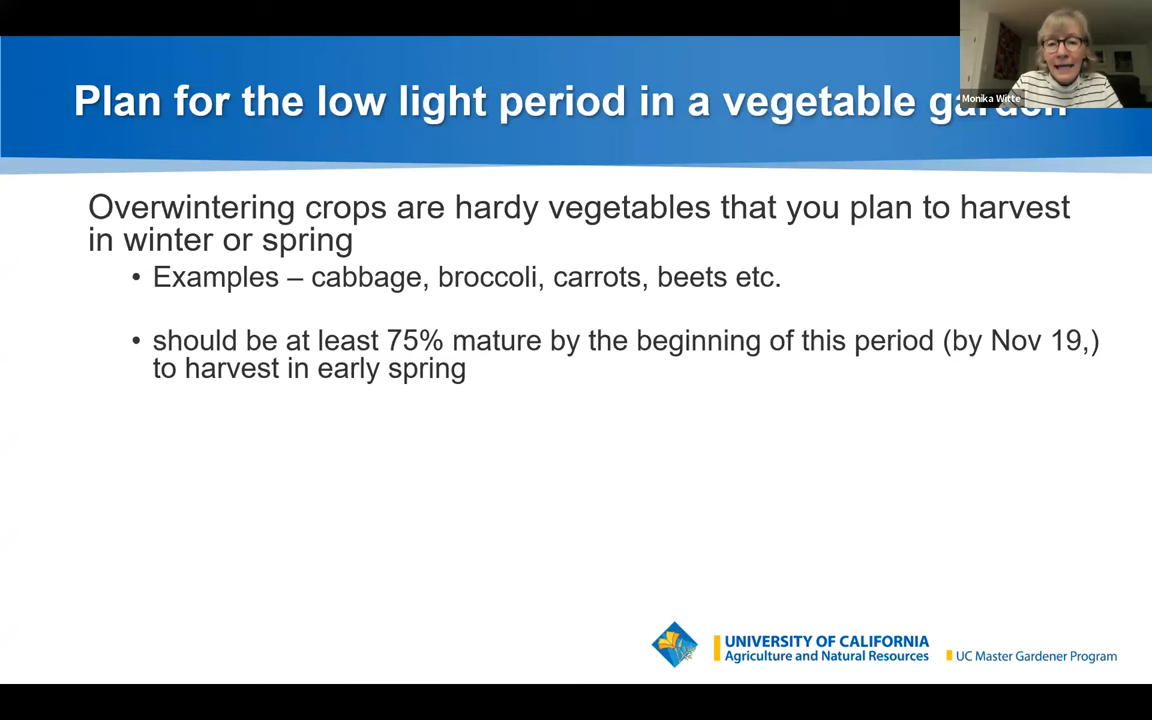 Plan for the low light period in a vegetable garden
Monika Witte
Overwintering crops are hardy vegetables that you plan to harvest
in winter or spring
• Examples – cabbage, broccoli, carrots, beets etc.
• should be at least 75% mature by the beginning of this period (by Nov 19,)
to harvest in early spring
UNIVERSITY OF CALIFORNIA
Agriculture and Natural Resources
UC Master Gardener Program